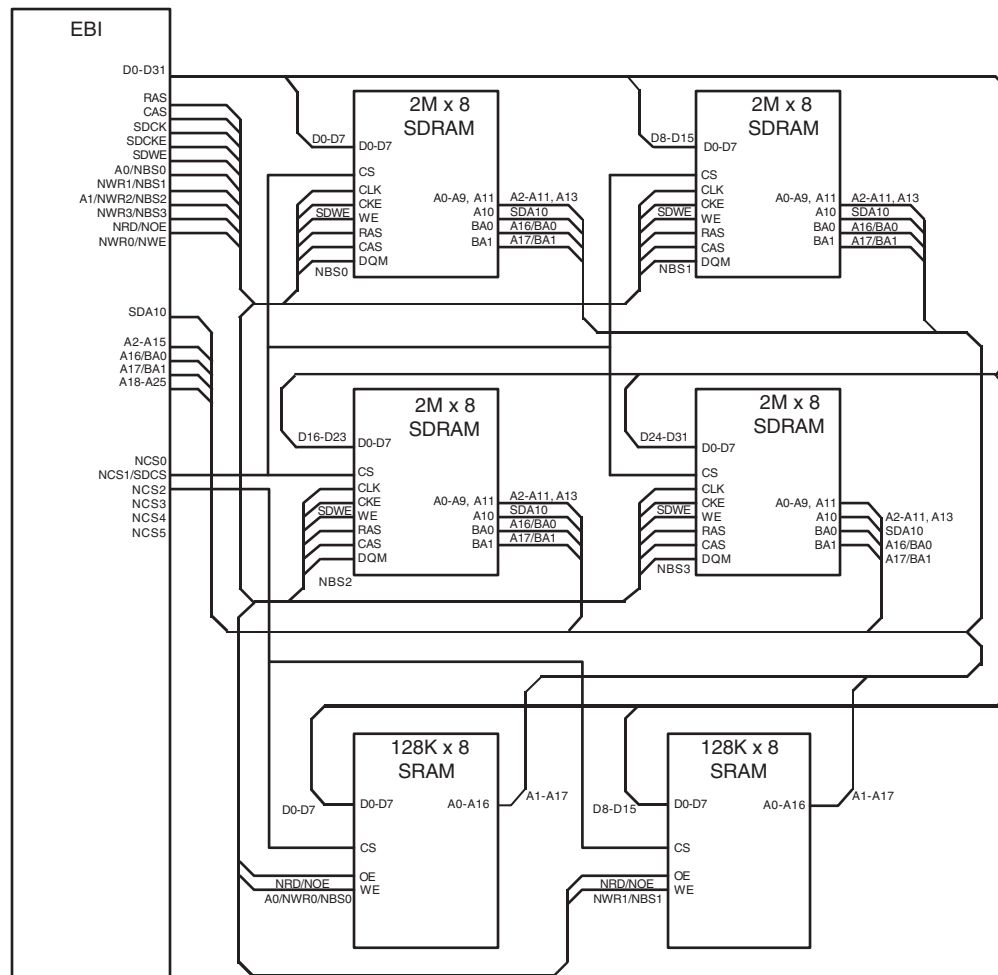 EBI
D0-D31
RAS
CAS
SDCK
SDCKE
SDWE
A0/NBS0
NWR1/NBS1
A1/NWR2/NBS2
NWR3/NBS3
NRD/NOE
NWR0/NWE
SDA10
A2-A15
A16/BA0
A17/BA1
A18-A25
NCS0
NCS1/SDCS
NCS2
NCS3
NCS4
NCS5
2M x 8
SDRAM
D0-D7
D0-D7
CS
CLK
CKE
SDWE
WE
RAS
CAS
DQM
NBS0
A0-A9, A11
A10
BA0
BA1
A2-A11, A13
SDA10
A16/BA0
A17/BA1
2M x 8
SDRAM
D8-D15
D0-D7
CS
CLK
CKE
SDWE
WE
RAS
CAS
DQM
NBS1
A0-A9, A11
A10
BA0
BA1
A2-A11, A13
SDA10
A16/BA0
A17/BA1
2M x 8
SDRAM
D16-D23
D0-D7
CS
CLK
CKE
SDWE
WE
RAS
CAS
DQM
NBS2
A0-A9, A11
A10
BA0
BA1
A2-A11, A13
SDA10
A16/BA0
A17/BA1
2M x 8
SDRAM
D24-D31
D0-D7
CS
CLK
CKE
SDWE
WE
RAS
CAS
DQM
NBS3
A0-A9, A11
A10
BA0
BA1
A2-A11, A13
SDA10
A16/BA0
A17/BA1
128K x 8
SRAM
D0-D7
D0-D7
A0-A16
A1-A17
CS
OE
NRD/NOE
WE
A0/NWR0/NBS0
128K x 8
SRAM
D8-D15
D0-D7
A0-A16
A1-A17
CS
OE
NRD/NOE
WE
NWR1/NBS1